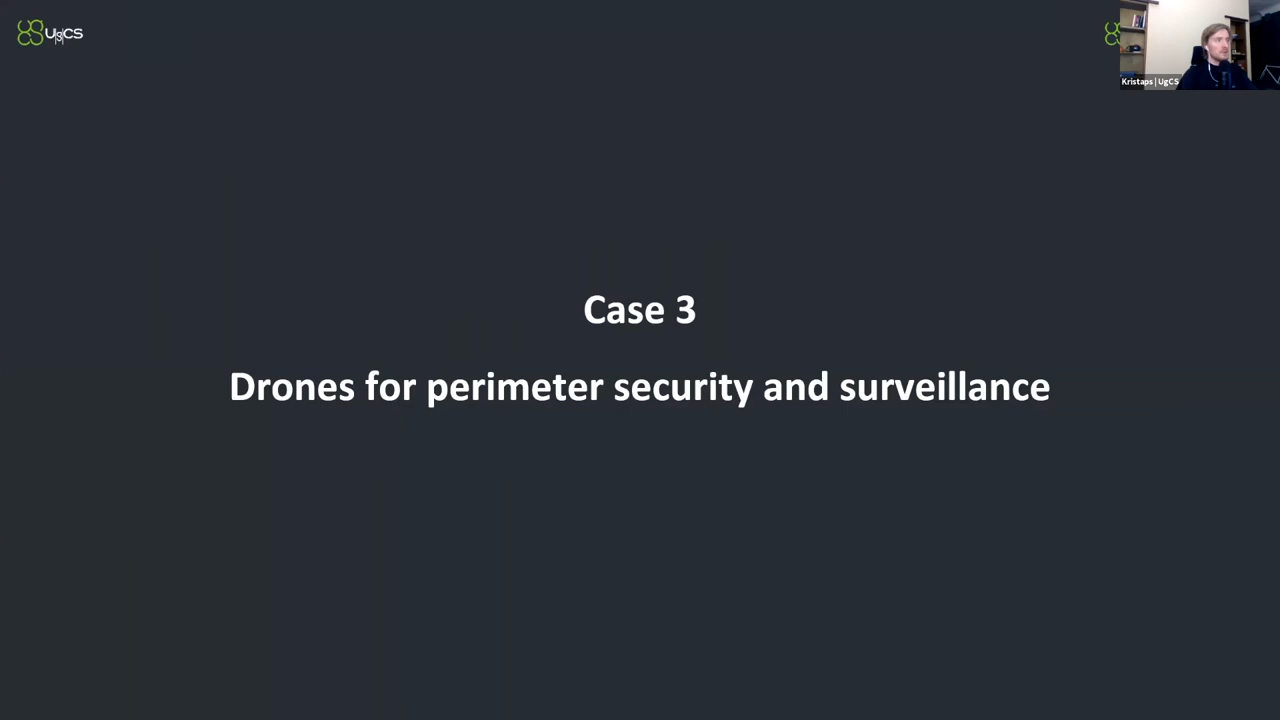 UgCS
Kristaps | UgCS
Case 3
Drones for perimeter security and surveillance